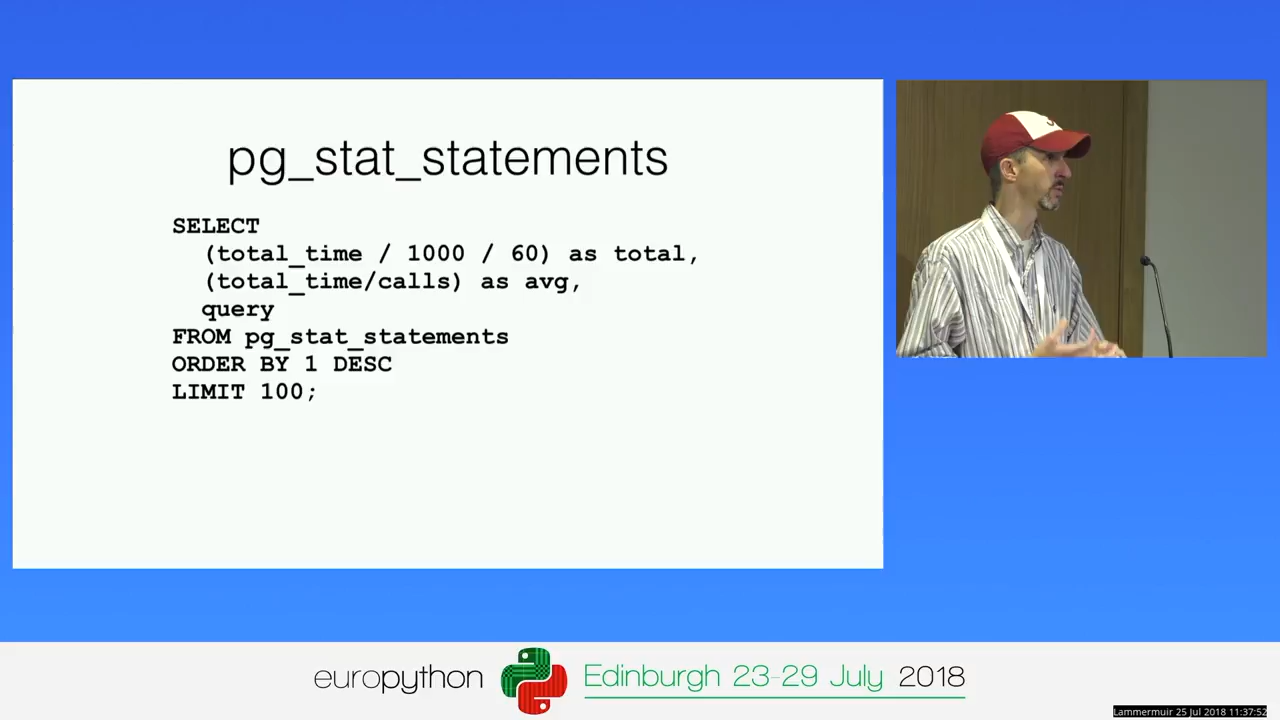 pg_stat_statements
SELECT
(total_time / 1000 / 60) as total,
(total_time/calls) as avg,
query
FROM pg_stat_statements
ORDER BY 1 DESC
LIMIT 100;
europython Edinburgh 23-29 July 2018
Lammermuir 25 Jul 2018 11:37:52